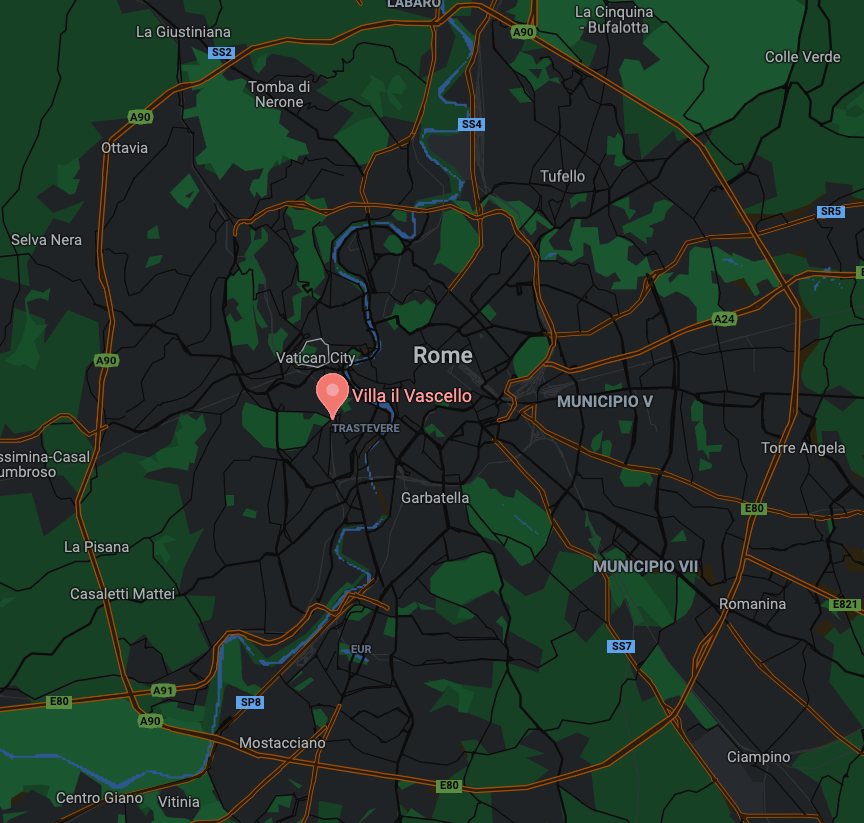 LABARO
La Cinquina
- Bufalotta
La Giustiniana
A90
SS2
Colle Verde
Tomba di
Nerone
A90
SS4
Ottavia
Tufello
SR5
Selva Nera
A24
Vatican City
Rome
A90
Villa il Vascello
MUNICIPIO V
TRASTEVERE
Torre Angela
ssimina-Casal
umbroso
Garbatella
E80
La Pisana
MUNICIPIO VII
Casaletti Mattei
Romanina
E821
SS7
EUR
A91
E80
SP8
A90
Mostacciano
Ciampino
E80
Centro Giano
Vitinia